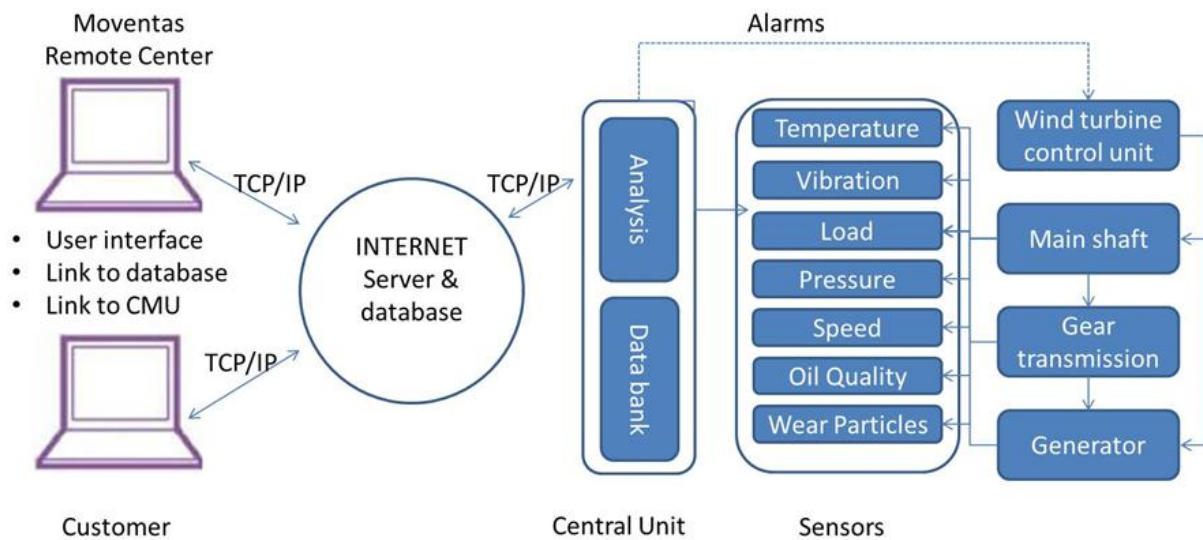 Moventas
Remote Center
TCP/IP
• User interface
• Link to database
• Link to CMU
TCP/IP
Customer
INTERNET
Server &
database
TCP/IP
Alarms
Analysis
Data bank
Central Unit
Temperature
Vibration
Load
Pressure
Speed
Oil Quality
Wear Particles
Sensors
Wind turbine
control unit
Main shaft
Gear
transmission
Generator